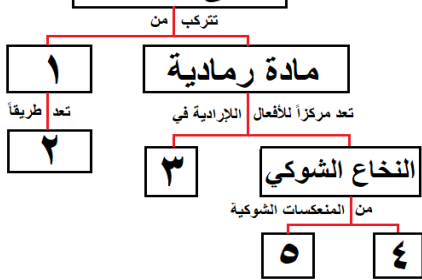 تتركب من
١
مادة رمادية
تعد طريقاً
تعد مركزاً للأفعال اللاإرادية في
٢
٣
النخاع الشوكي
من المنعكسات الشوكية
٥
٤